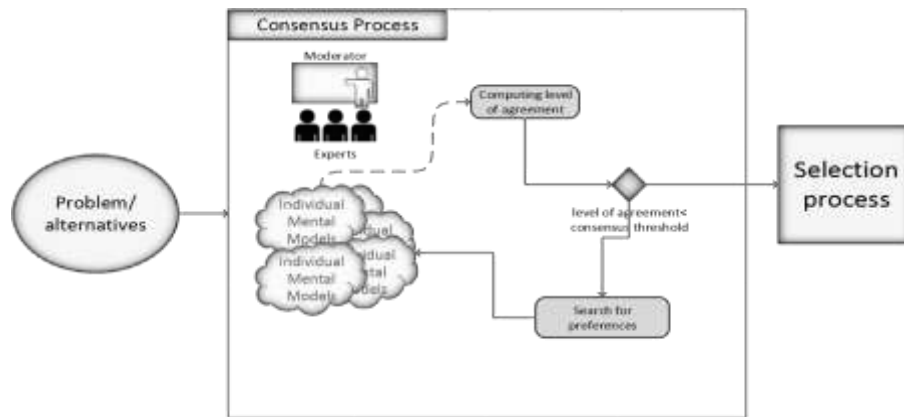 Consensus Process
Moderator
Experts
Problem/
alternatives
Individual
Mental
Models
Individual
Mental
Models
Computing level
of agreement
level of agreement<
consensus threshold
Search for
preferences
Selection
process